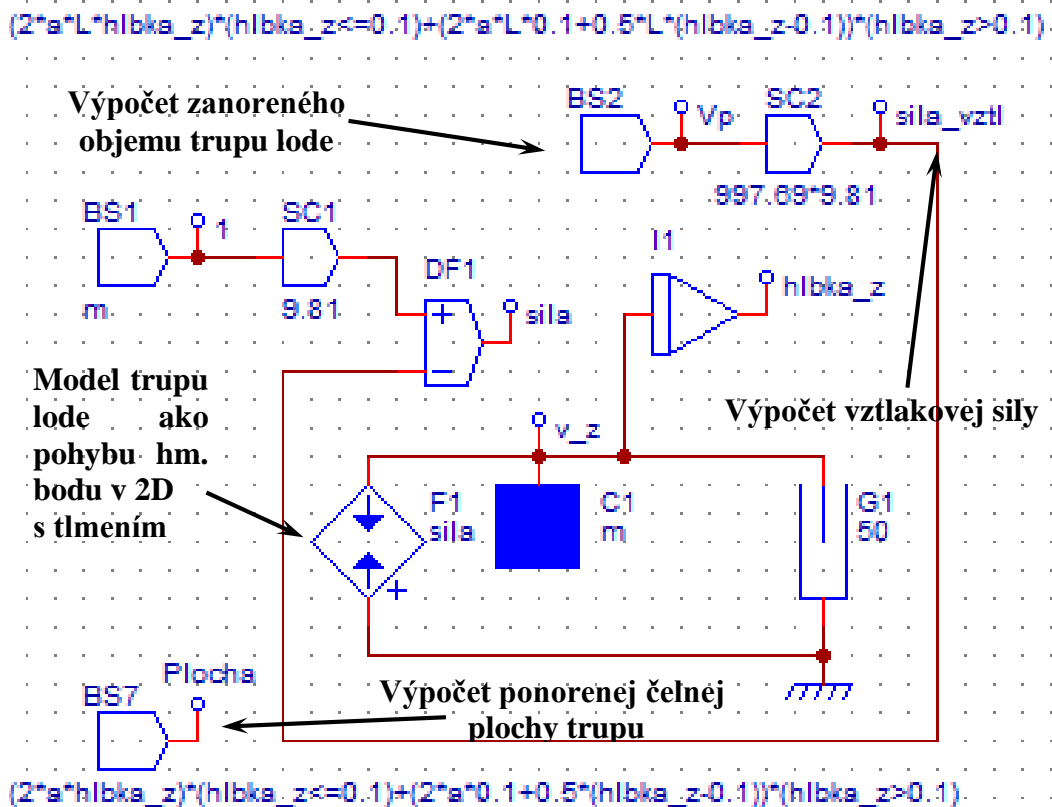 (2*a*L*hlbka_z)*(hlbka_z<=0.1)+(2*a*L*0.1+0.5*L*(hlbka_z-0.1))*(hlbka_z>0.1)
Výpočet zanoreného
objemu trupu lode
BS2
Vp
SC2
sila_vztl
997.69*9.81
BS1
1
SC1
m
9.81
DF1
sila
I1
hlbka_z
Model trupu
lode ako
pohybu hm.
bodu v 2D
s tlmením
Výpočet vztlakovej sily
v_z
F1
sila
C1
m
G1
50
Plocha
BS7
Výpočet ponorenej čelnej
plochy trupu
(2*a*hlbka_z)*(hlbka_z<=0.1)+(2*a*0.1+0.5*(hlbka_z-0.1))*(hlbka_z>0.1)